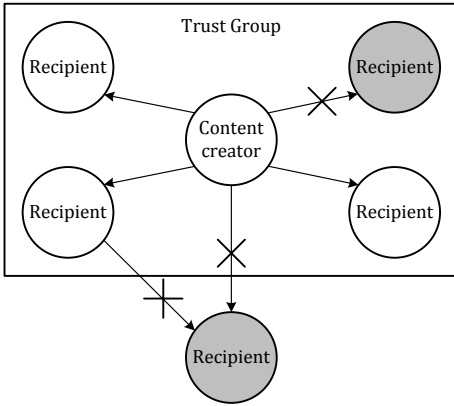 Trust Group
Recipient
Recipient
Content
creator
Recipient
Recipient
Recipient